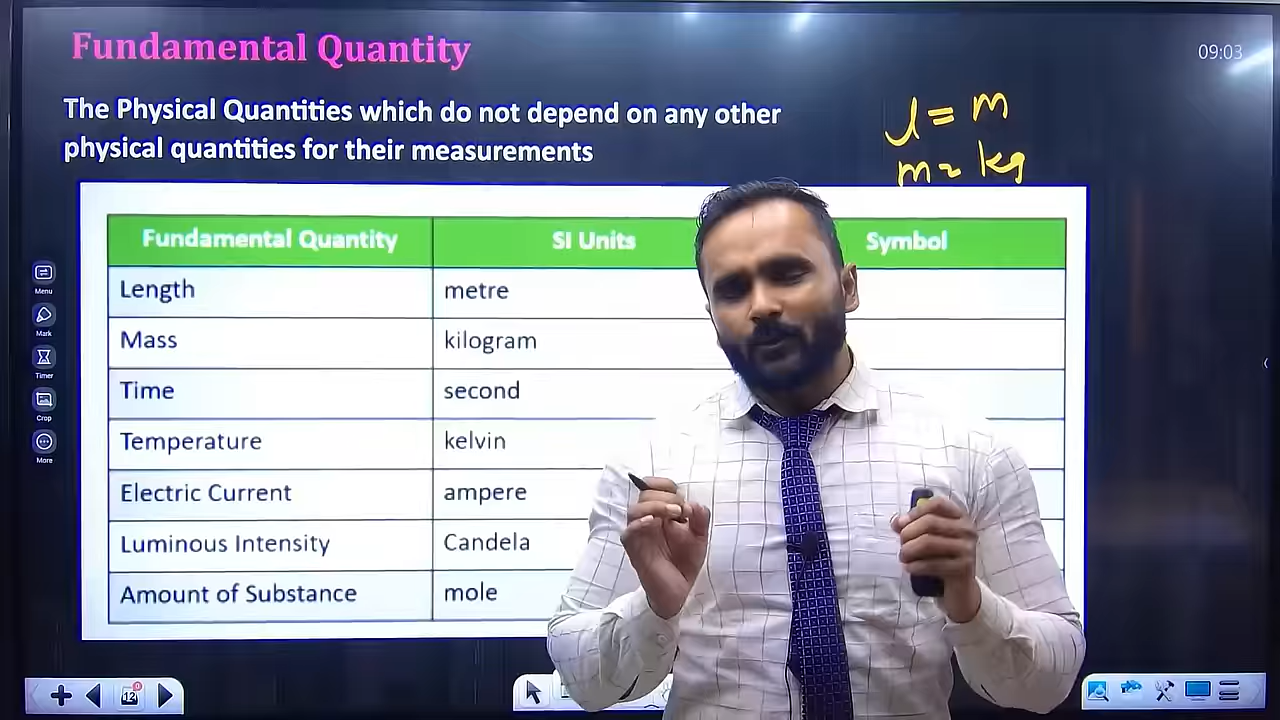 Fundamental Quantity
09:03
The Physical Quantities which do not depend on any other
physical quantities for their measurements
l = m
m = kg
Fundamental Quantity SI Units Symbol
Length metre
Mass kilogram
Time second
Temperature kelvin
Electric Current ampere
Luminous Intensity Candela
Amount of Substance mole
Menu
Mark
Timer
Crop
More
12